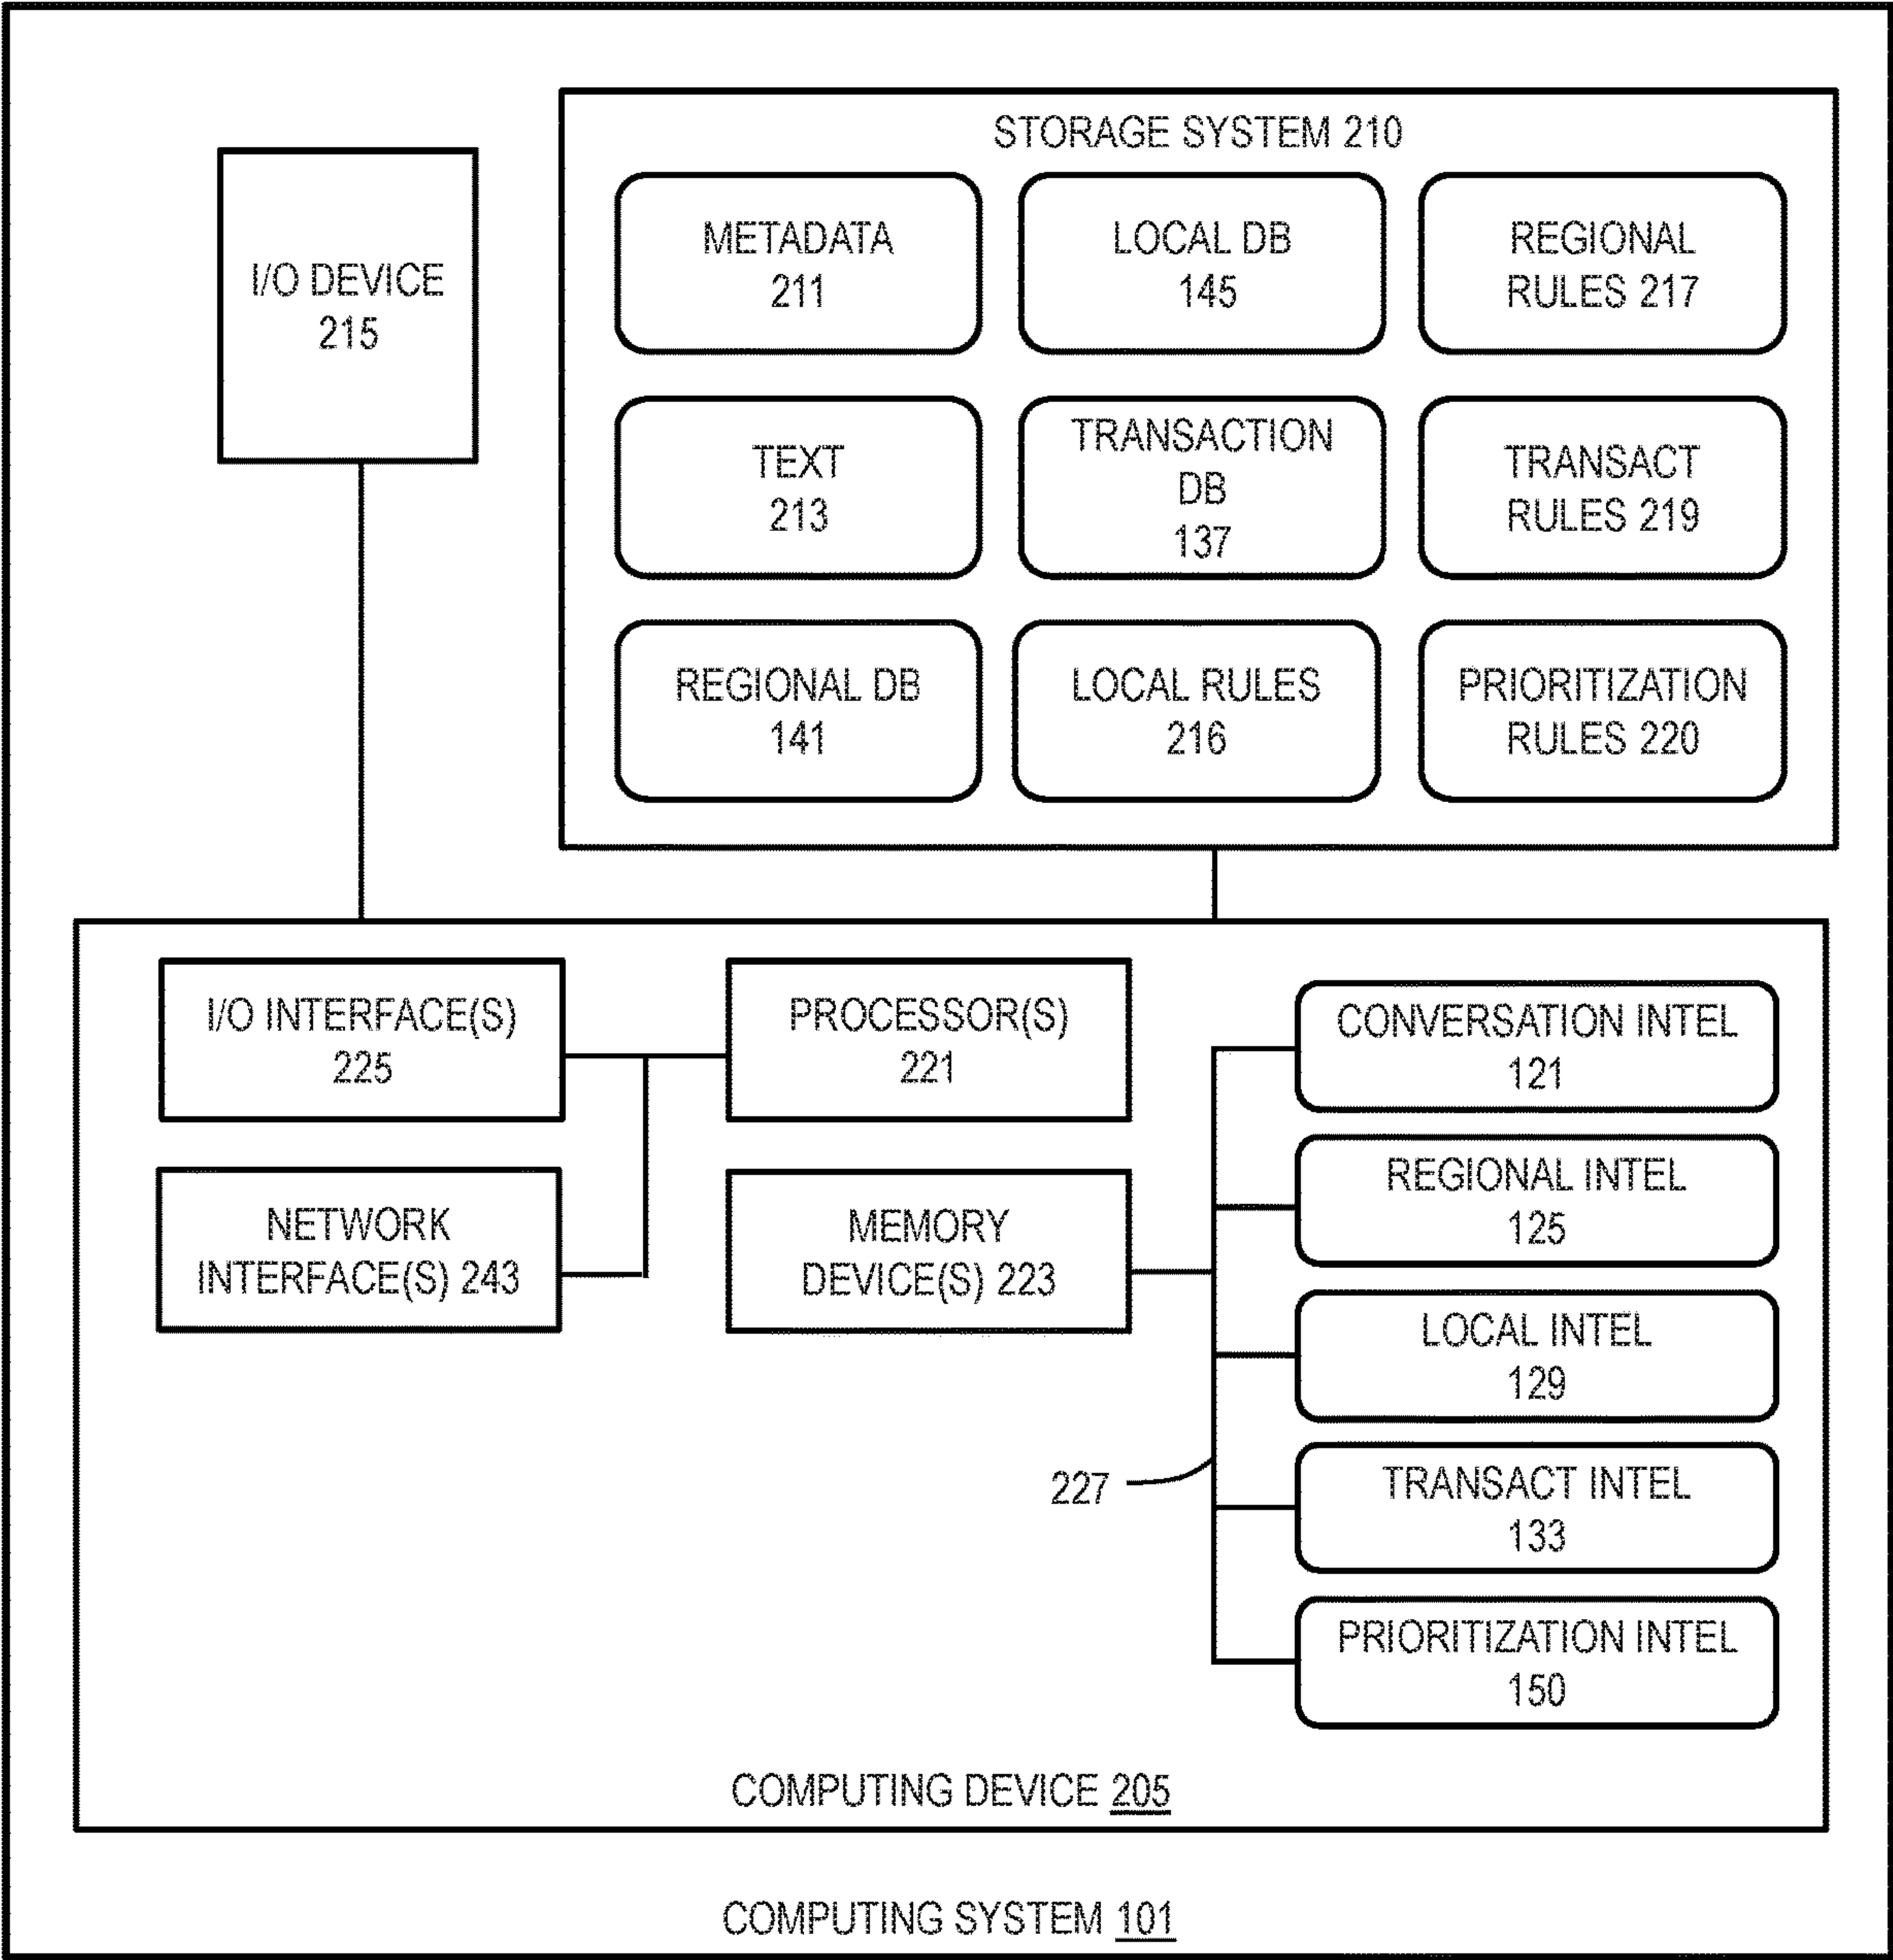 STORAGE SYSTEM 210
I/O DEVICE
215
METADATA
211
LOCAL DB
145
REGIONAL
RULES 217
TEXT
213
TRANSACTION
DB
137
TRANSACT
RULES 219
REGIONAL DB
141
LOCAL RULES
216
PRIORITIZATION
RULES 220
I/O INTERFACE(S)
225
PROCESSOR(S)
221
NETWORK
INTERFACE(S) 243
MEMORY
DEVICE(S) 223
CONVERSATION INTEL
121
REGIONAL INTEL
125
LOCAL INTEL
129
227
TRANSACT INTEL
133
PRIORITIZATION INTEL
150
COMPUTING DEVICE 205
COMPUTING SYSTEM 101